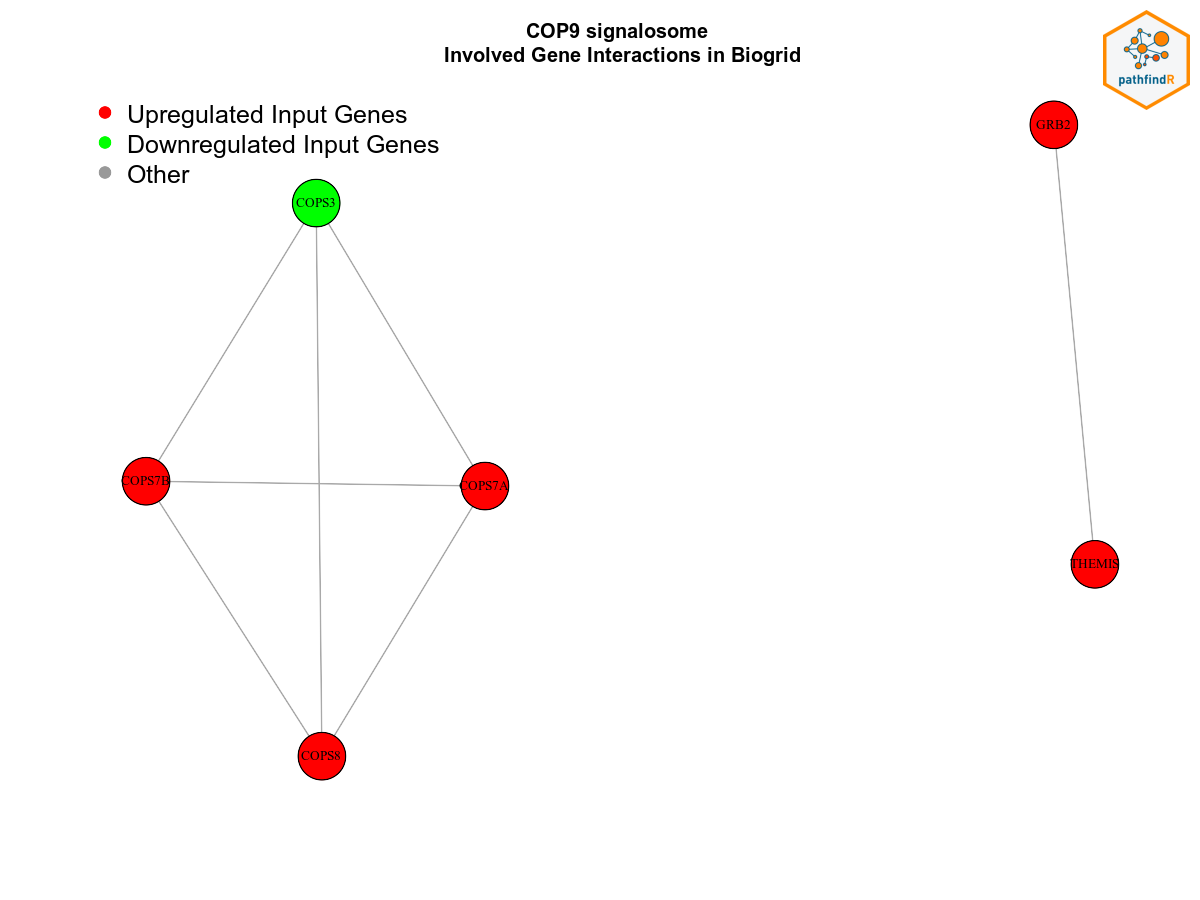 COP9 signalosome
Involved Gene Interactions in Biogrid
pathfindR
Upregulated Input Genes
Downregulated Input Genes
Other
GRB2
COPS3
COPS7B
COPS7A
THEMIS
COPS8